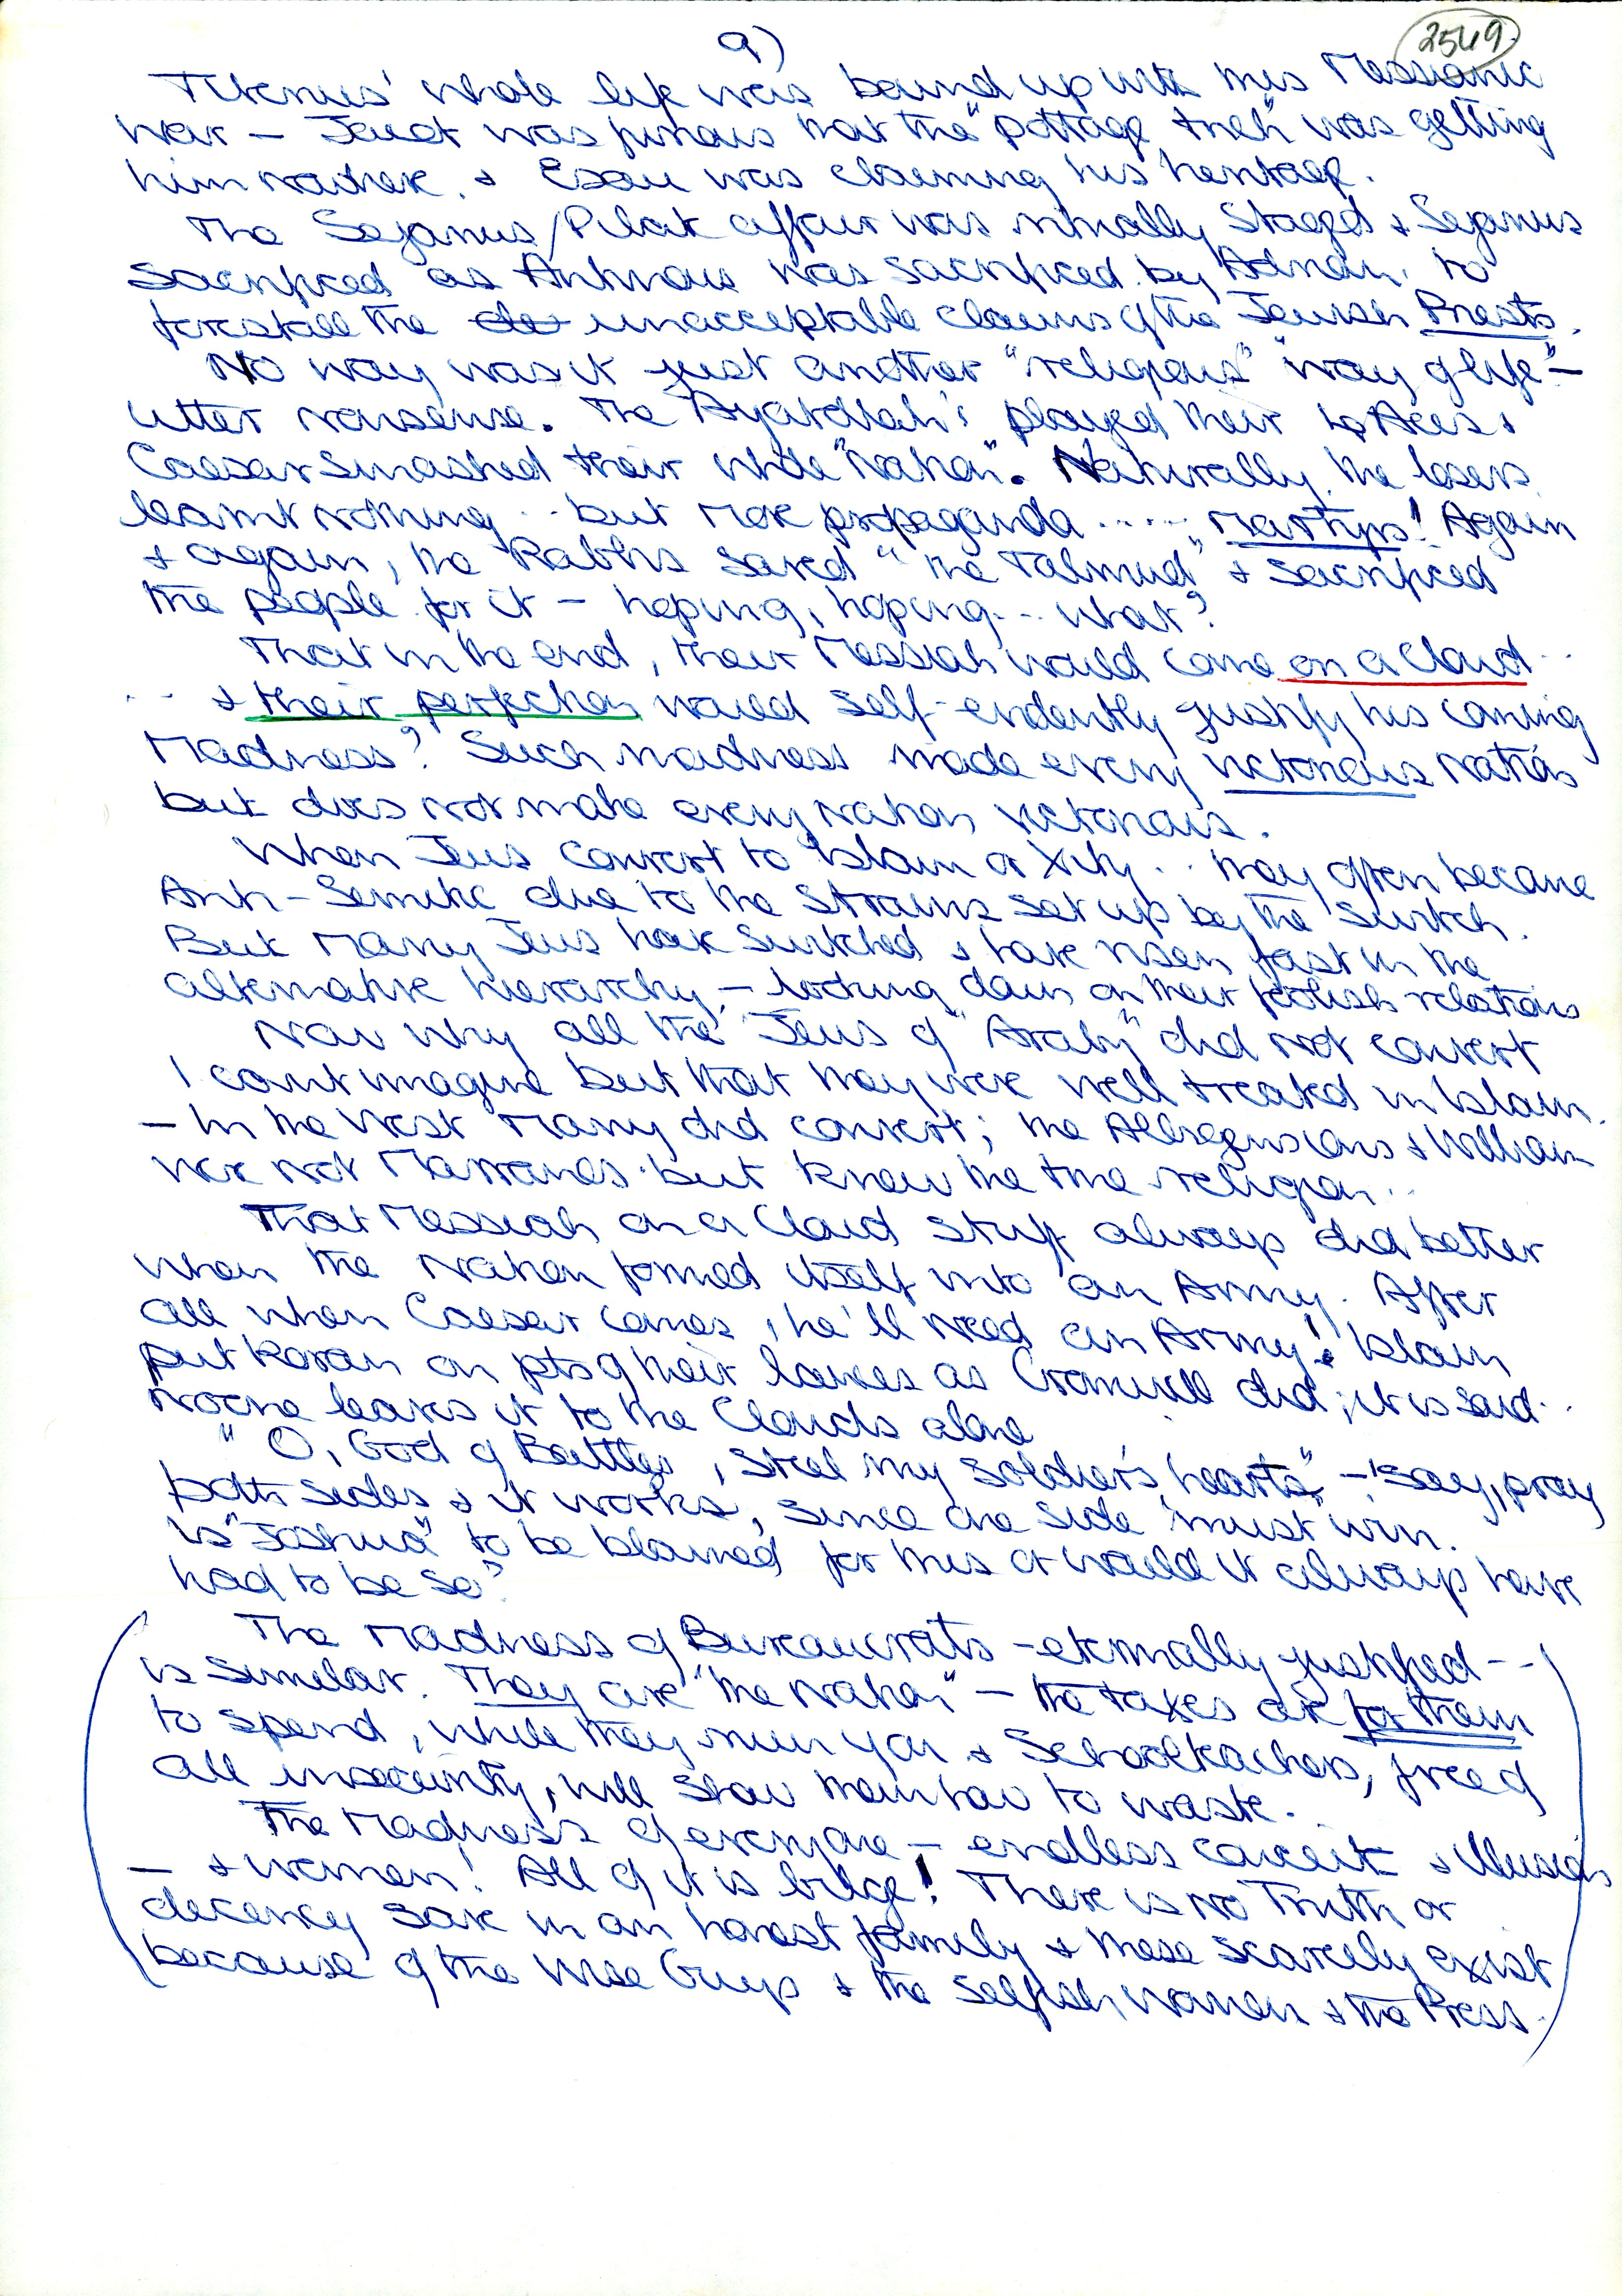 9)
2549.
Tiberius' whole life was bound up with this Messianic
War — Jacob was furious that the "pottage trick" was getting
him nowhere. & Esau was claiming his heritage.
The Sejanus/Pilate affair was ritually staged & Sejanus
sacrificed as Antinous was sacrificed by Adrian, to
forestall the unacceptable claims of the Jewish Priests.
No way was it just another "religious" "way of life" —
utter nonsense. The Ayatollah's played their to Aces &
Caesar smashed their whole "Nation". Naturally, the losers
learnt nothing .. but more propaganda ..... Martyrs! Again
& again, the Rabbis saved "the Talmud" & sacrificed
the people for it — hoping, hoping... what?
That in the end, their Messiah would come on a cloud ..
... & their perfection would self-evidently justify his coming
Madness? Such madness made every victorious nation
but does not make every nation victorious.
When Jews convert to Islam or Xity .. they often became
Anti-Semitic due to the strains set up by the switch.
But many Jews have switched & have risen fast in the
alternative hierarchy, — looking down on their foolish relations
Now why all the Jews of "Araby" did not convert
I can't imagine but that they were well treated in Islam.
— In the West many did convert; the Albigensians & William
were not Marranos but knew the true religion..
That Messiah on a Cloud stuff always did better
when the Nation formed itself into an Army. After
all when Caesar comes, he'll need an Army! Islam
put Koran on pts of their lances as Cromwell did, it is said..
Noone leaves it to the Clouds alone
"O, God of Battles, steel my soldier's hearts" — say, pray
both sides & it works, since one side must win.
Is "Joshua" to be blamed for this or would it always have
had to be so?
The Madness of Bureaucrats — eternally justified --
is similar. They are "the Nation" — the taxes are for them
to spend, while they ruin you & Schoolteachers, free of
all insecurity, will show them how to waste.
The Madness of everyone — endless conceit & illusion
— & women! All of it is bilge! There is no Truth or
decency save in an honest family & these scarcely exist
because of the Wise Guys & the selfish women & the Press.